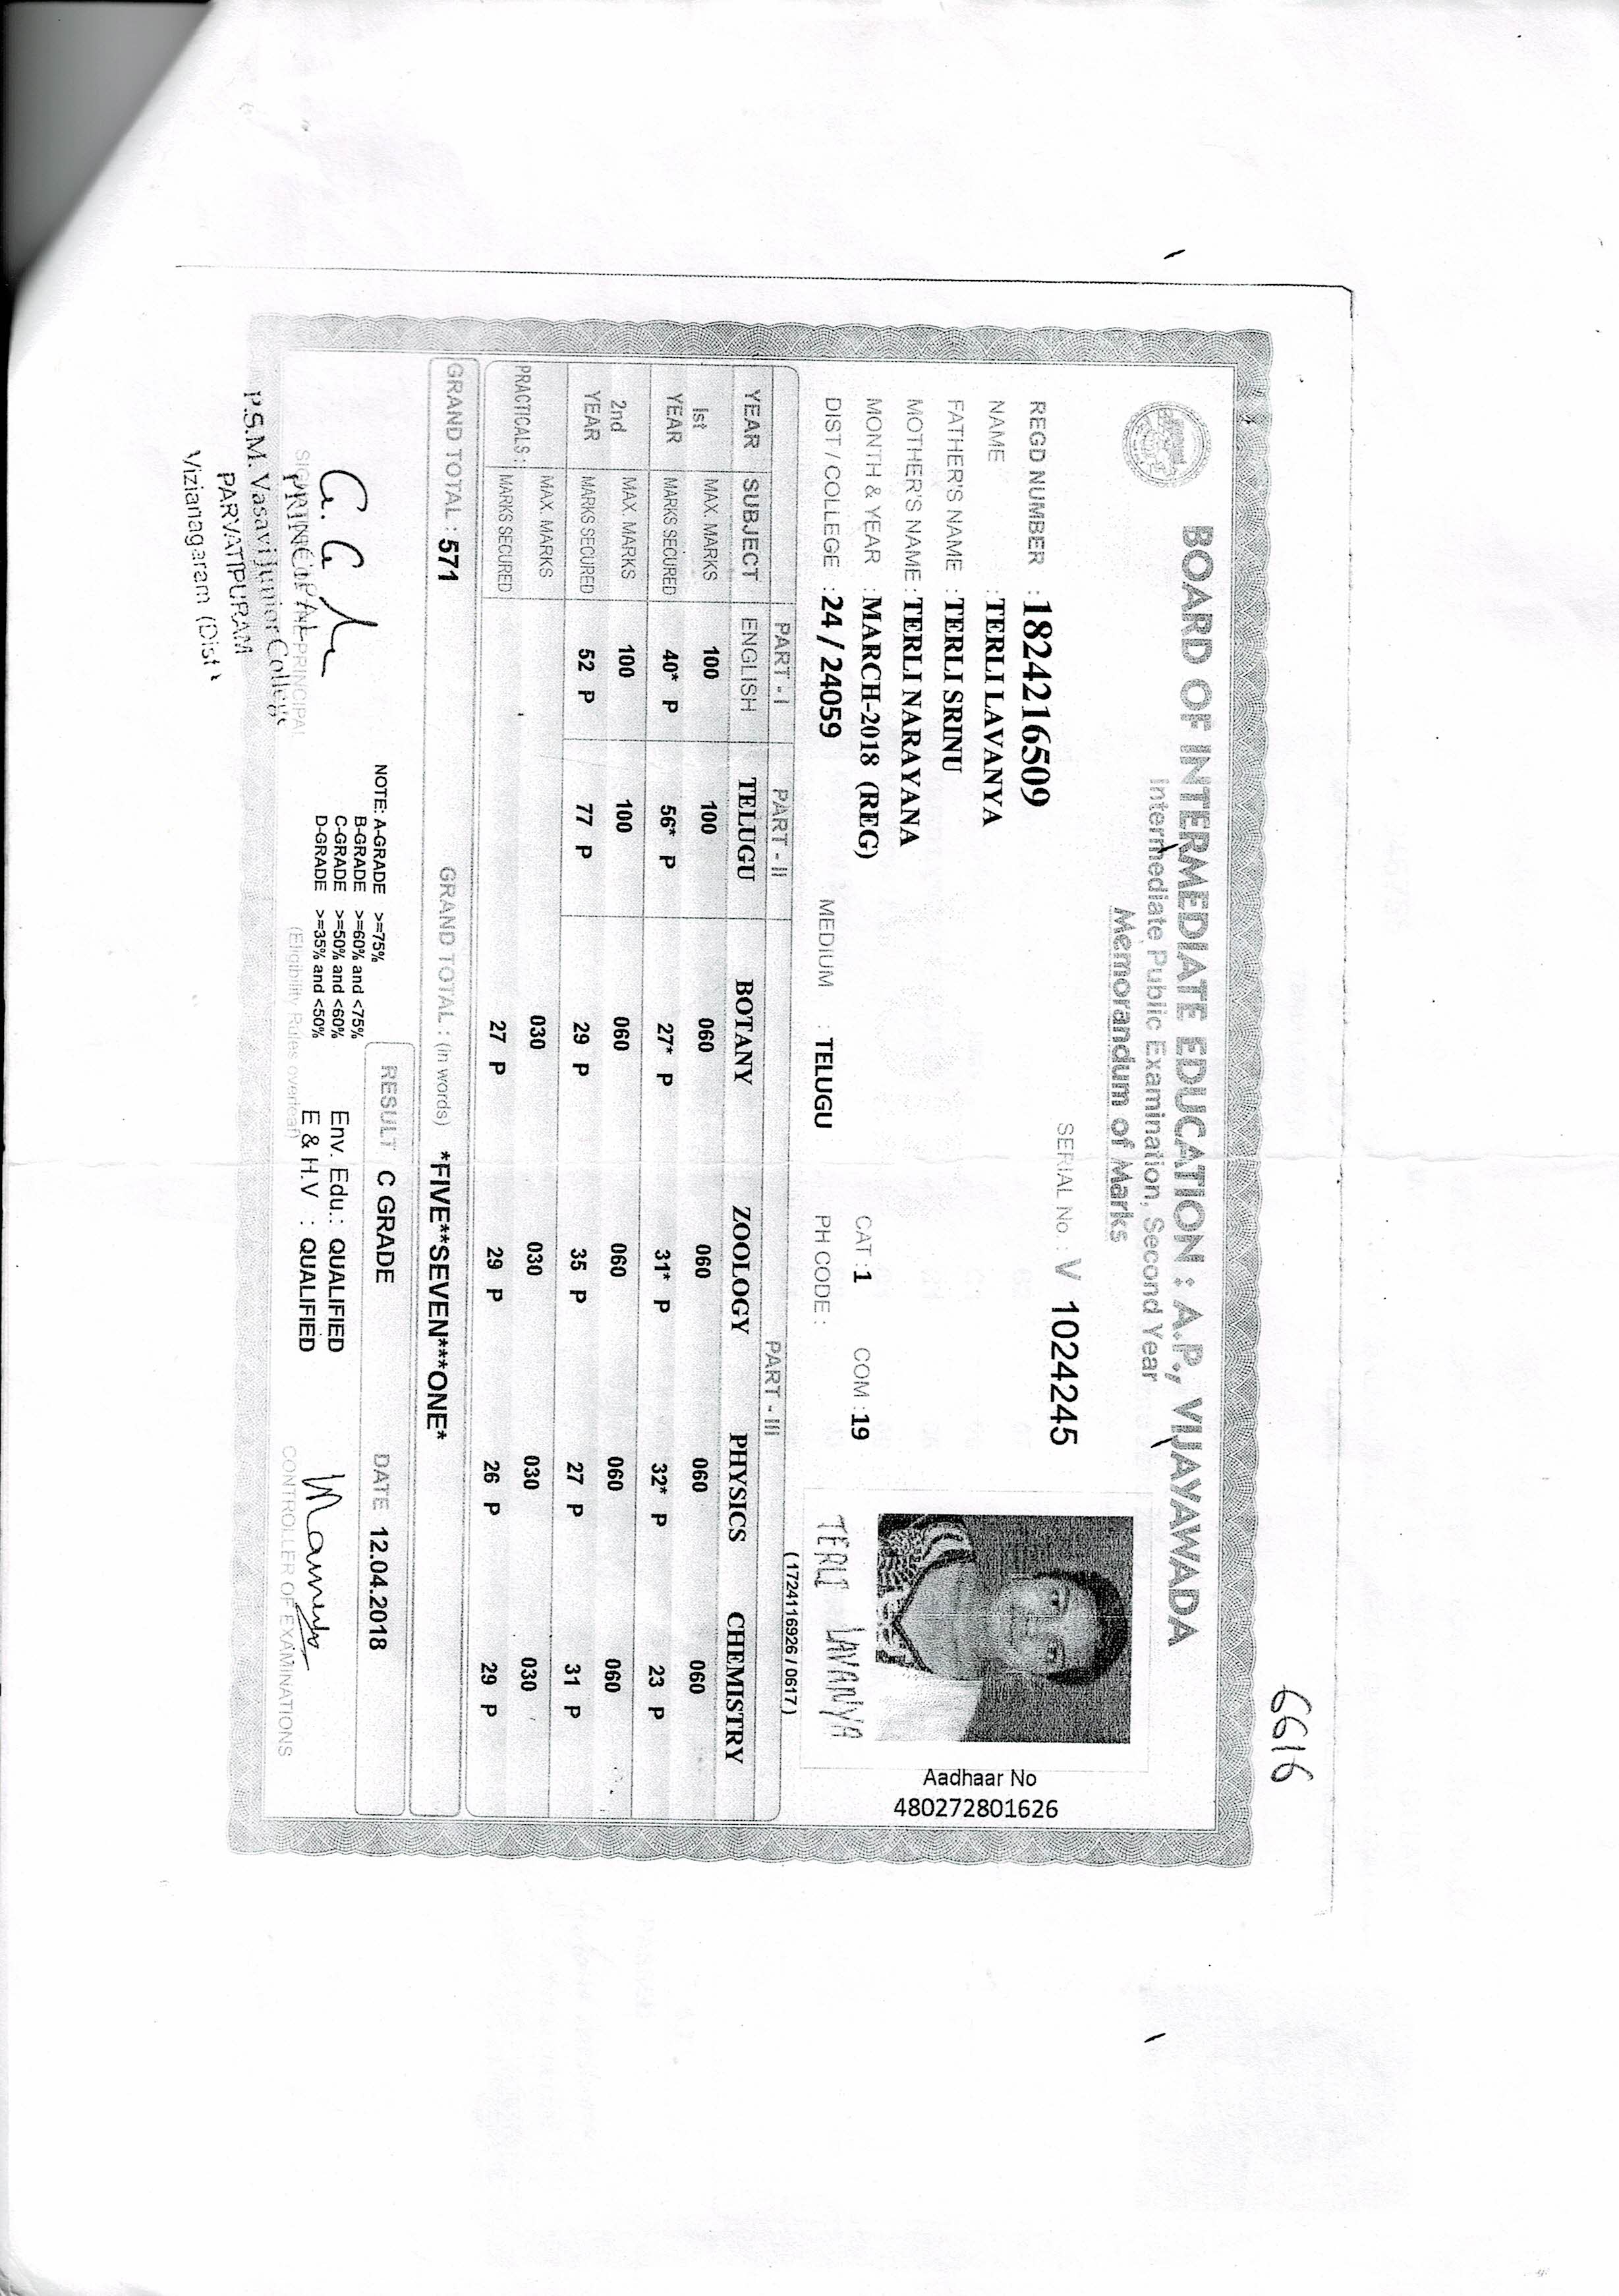 6616
BOARD OF INTERMEDIATE EDUCATION : A.P., VIJAYAWADA
Intermediate Public Examination, Second Year
Memorandum of Marks
SERIAL No. : V 1024245
REGD NUMBER : 1824216509
NAME : TERLI LAVANYA
FATHER'S NAME : TERLI SRINU
MOTHER'S NAME : TERLI NARAYANA
MONTH & YEAR : MARCH-2018 (REG) CAT : 1 COM : 19
DIST / COLLEGE : 24 / 24059 MEDIUM : TELUGU PH CODE :
TERLI LAVANYA
Aadhaar No
480272801626
(1724116926 / 0617)
PART - I PART - II PART - III
YEAR SUBJECT ENGLISH TELUGU BOTANY ZOOLOGY PHYSICS CHEMISTRY
Ist YEAR MAX. MARKS 100 100 060 060 060 060
MARKS SECURED 40* P 56* P 27* P 31* P 32* P 23 P
2nd YEAR MAX. MARKS 100 100 060 060 060 060
MARKS SECURED 52 P 77 P 29 P 35 P 27 P 31 P
PRACTICALS : MAX. MARKS 030 030 030 030
MARKS SECURED 27 P 29 P 26 P 29 P
GRAND TOTAL : 571 GRAND TOTAL : (in words) *FIVE**SEVEN***ONE*
RESULT C GRADE DATE 12.04.2018
NOTE: A-GRADE >=75%
B-GRADE >=60% and <75%
C-GRADE >=50% and <60%
D-GRADE >=35% and <50%
(Eligibility Rules overleaf)
Env. Edu.: QUALIFIED
E & H.V : QUALIFIED
CONTROLLER OF EXAMINATIONS
PRINCIPAL
P.S.M. Vasavi Junior College
PARVATIPURAM
Vizianagaram (Dist